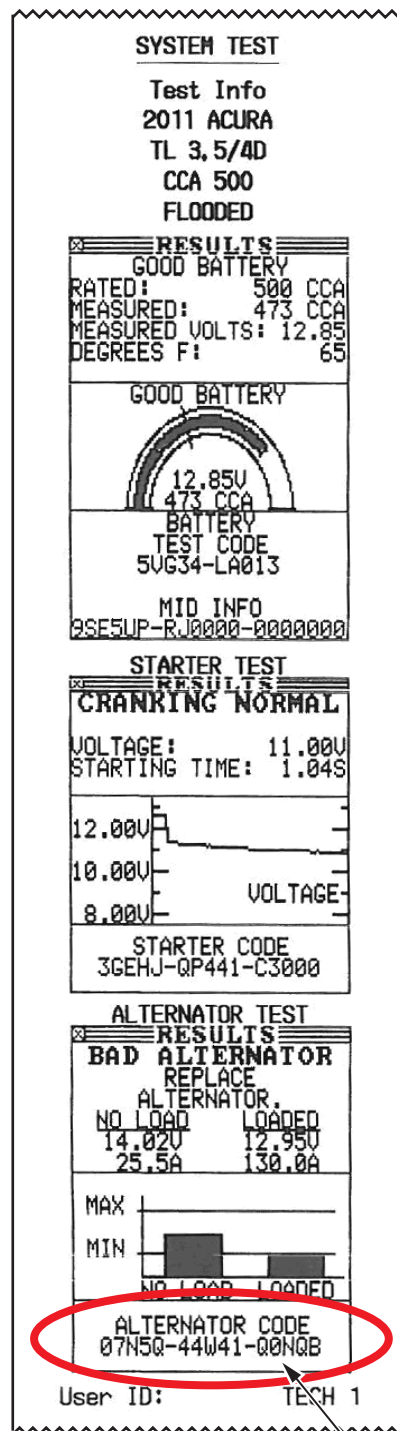 SYSTEM TEST
Test Info
2011 ACURA
TL 3.5/4D
CCA 500
FLOODED
RESULTS
GOOD BATTERY
RATED: 500 CCA
MEASURED: 473 CCA
MEASURED VOLTS: 12.85
DEGREES F: 65
GOOD BATTERY
12.85V
473 CCA
BATTERY
TEST CODE
5VG34-LA013
MID INFO
9SE5UP-RJ0000-0000000
STARTER TEST
RESULTS
CRANKING NORMAL
VOLTAGE: 11.00V
STARTING TIME: 1.04S
12.00V
10.00V
VOLTAGE
8.00V
STARTER CODE
3GEHJ-QP441-C3000
ALTERNATOR TEST
RESULTS
BAD ALTERNATOR
REPLACE
ALTERNATOR.
NO LOAD LOADED
14.02V 12.95V
25.5A 130.0A
MAX
MIN
NO LOAD LOADED
ALTERNATOR CODE
07N5Q-44W41-Q0NQB
User ID: TECH 1